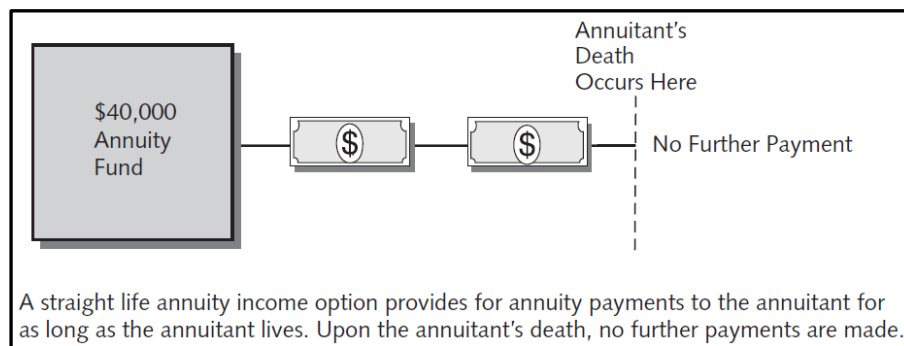 Annuitant's
Death
Occurs Here
$40,000
Annuity
Fund
$
$
No Further Payment
A straight life annuity income option provides for annuity payments to the annuitant for
as long as the annuitant lives. Upon the annuitant's death, no further payments are made.